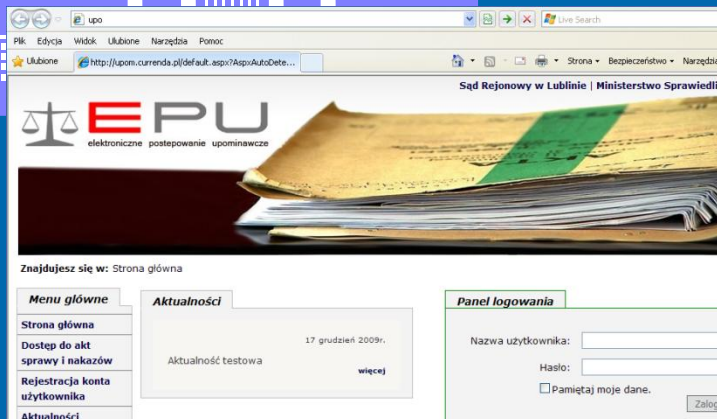 upo
Live Search
Plik Edycja Widok Ulubione Narzędzia Pomoc
Ulubione http://upom.currenda.pl/default.aspx?AspxAutoDete... Strona Bezpieczeństwo Narzędzia
Sąd Rejonowy w Lublinie | Ministerstwo Sprawiedli
EPU
elektroniczne postepowanie upominawcze
AKTA
Znajdujesz się w: Strona główna
Menu główne
Aktualności
Panel logowania
Strona główna
17 grudzień 2009r.
Dostęp do akt
sprawy i nakazów
Aktualność testowa
więcej
Nazwa użytkownika:
Hasło:
Rejestracja konta
użytkownika
Pamiętaj moje dane.
Zalog
Aktualności